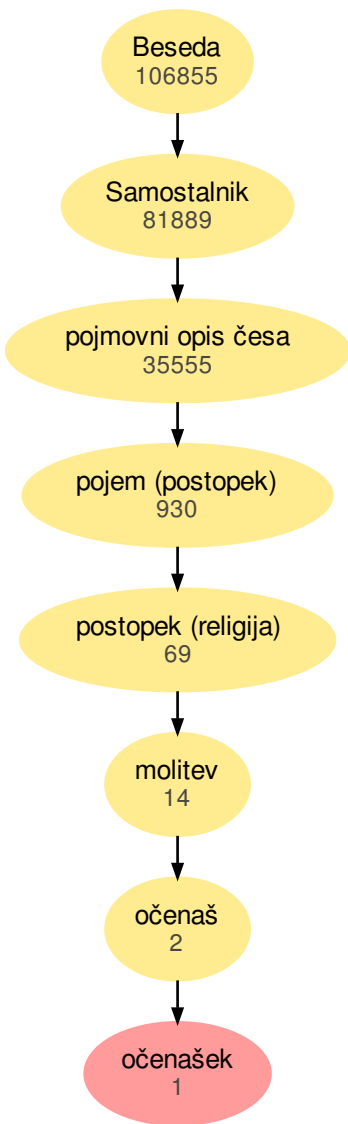 Beseda
106855
Samostalnik
81889
pojmovni opis česa
35555
pojem (postopek)
930
postopek (religija)
69
molitev
14
očenaš
2
očenašek
1